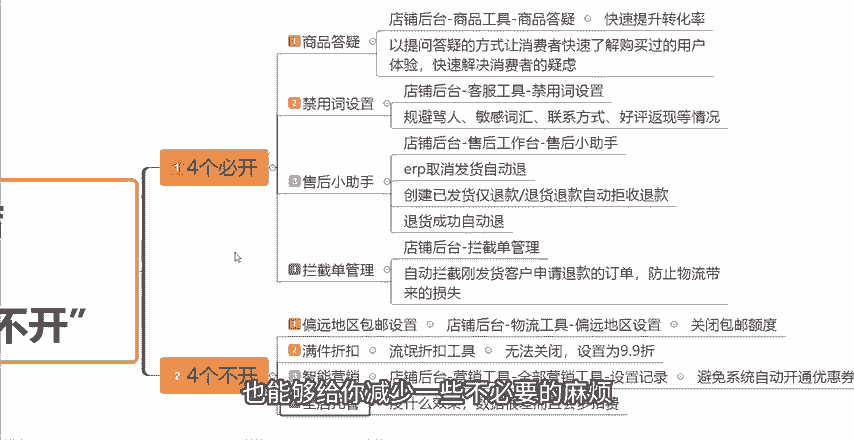 不开”
1 4个必开
1 商品答疑
店铺后台-商品工具-商品答疑
快速提升转化率
以提问答疑的方式让消费者快速了解购买过的用户
体验，快速解决消费者的疑虑
2 禁用词设置
店铺后台-客服工具-禁用词设置
规避骂人、敏感词汇、联系方式、好评返现等情况
3 售后小助手
店铺后台-售后工作台-售后小助手
erp取消发货自动退
创建已发货仅退款/退货退款自动拒收退款
退货成功自动退
拦截单管理
店铺后台-拦截单管理
自动拦截刚发货客户申请退款的订单，防止物流带
来的损失
2 4个不开
1 偏远地区包邮设置
店铺后台-物流工具-偏远地区设置
关闭包邮额度
2 满件折扣
流氓折扣工具
无法关闭，设置为9.9折
3 智能营销
店铺后台-营销工具-全部营销工具-设置记录
避免系统自动开通优惠券
也能够给你减少一些不必要的麻烦